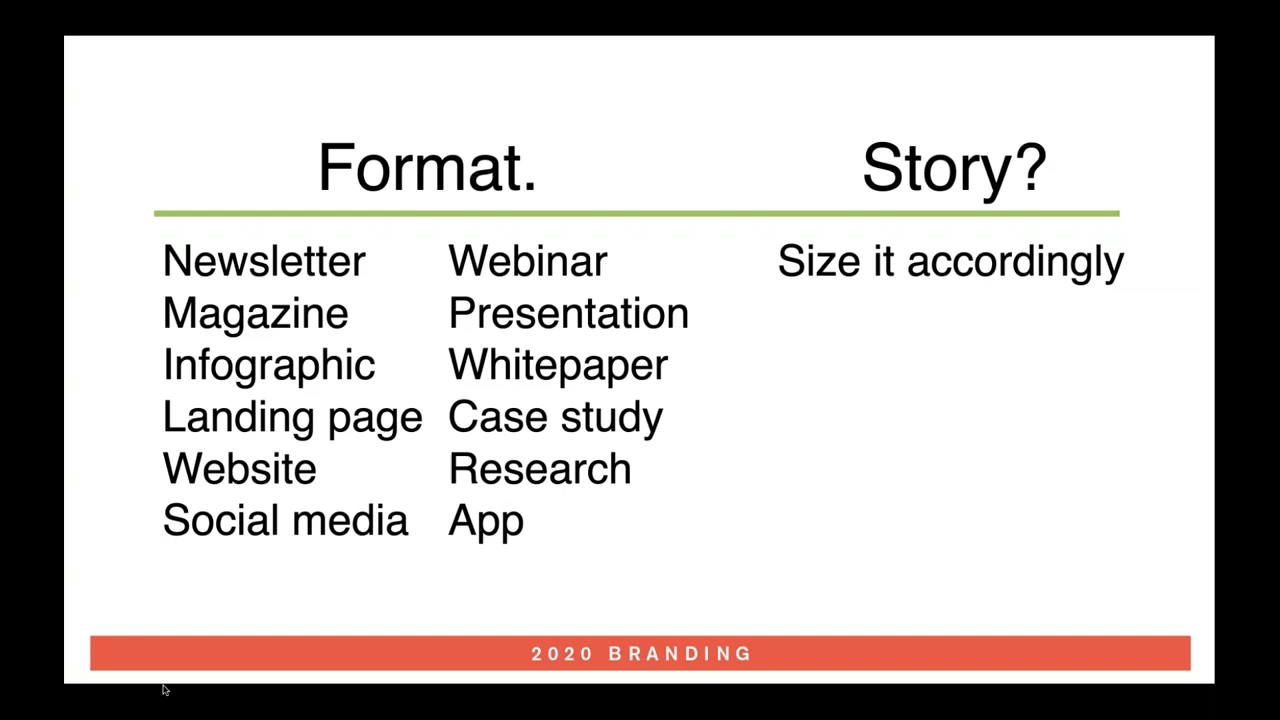 Format.
Story?
Newsletter
Magazine
Infographic
Landing page
Website
Social media
Webinar
Presentation
Whitepaper
Case study
Research
App
Size it accordingly
2020 BRANDING